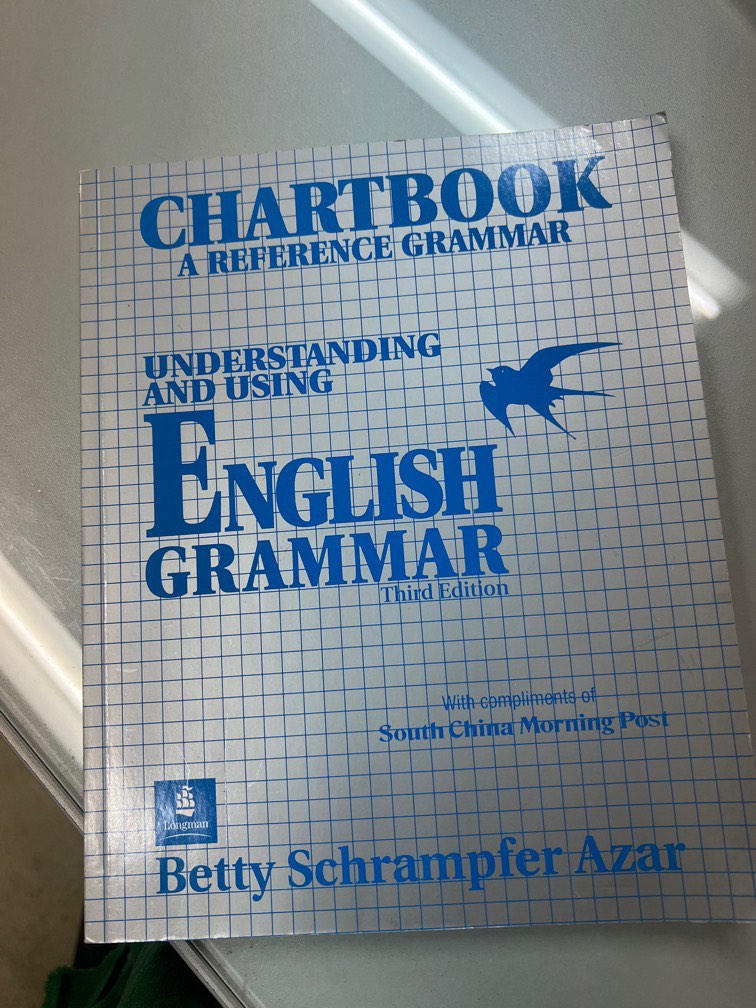 CHARTBOOK
A REFERENCE GRAMMAR
UNDERSTANDING
AND USING
ENGLISH
GRAMMAR
Third Edition
With compliments of
South China Morning Post
Longman
Betty Schrampfer Azar